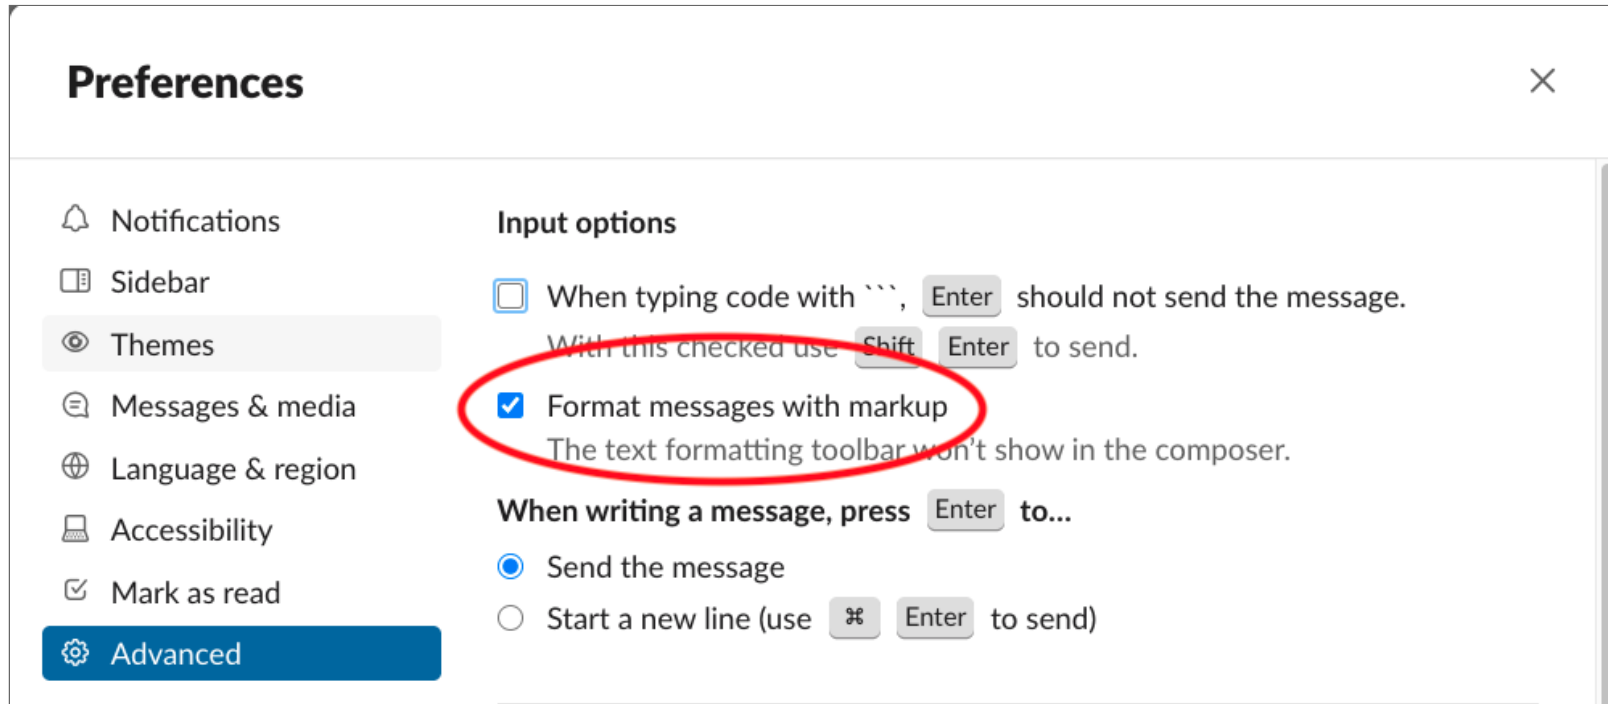 Preferences
Notifications
Sidebar
Themes
Messages & media
Language & region
Accessibility
Mark as read
Advanced
Input options
When typing code with ```, Enter should not send the message.
With this checked use Shift Enter to send.
Format messages with markup
The text formatting toolbar won't show in the composer.
When writing a message, press Enter to...
Send the message
Start a new line (use ⌘ Enter to send)